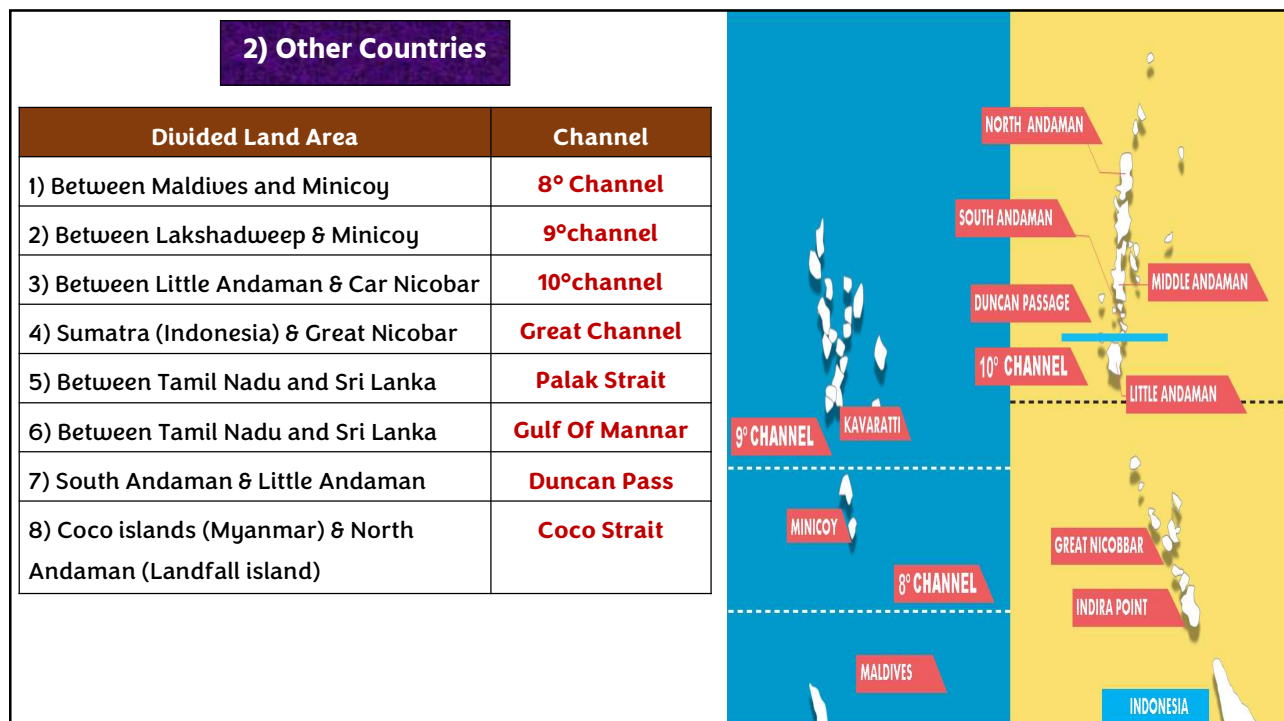 2) Other Countries
Divided Land Area Channel
1) Between Maldives and Minicoy 8° Channel
2) Between Lakshadweep & Minicoy 9°channel
3) Between Little Andaman & Car Nicobar 10°channel
4) Sumatra (Indonesia) & Great Nicobar Great Channel
5) Between Tamil Nadu and Sri Lanka Palak Strait
6) Between Tamil Nadu and Sri Lanka Gulf Of Mannar
7) South Andaman & Little Andaman Duncan Pass
8) Coco islands (Myanmar) & North Coco Strait
Andaman (Landfall island)
KAVARATTI
9° CHANNEL
MINICOY
8° CHANNEL
MALDIVES
NORTH ANDAMAN
SOUTH ANDAMAN
MIDDLE ANDAMAN
DUNCAN PASSAGE
10° CHANNEL
LITTLE ANDAMAN
GREAT NICOBBAR
INDIRA POINT
INDONESIA